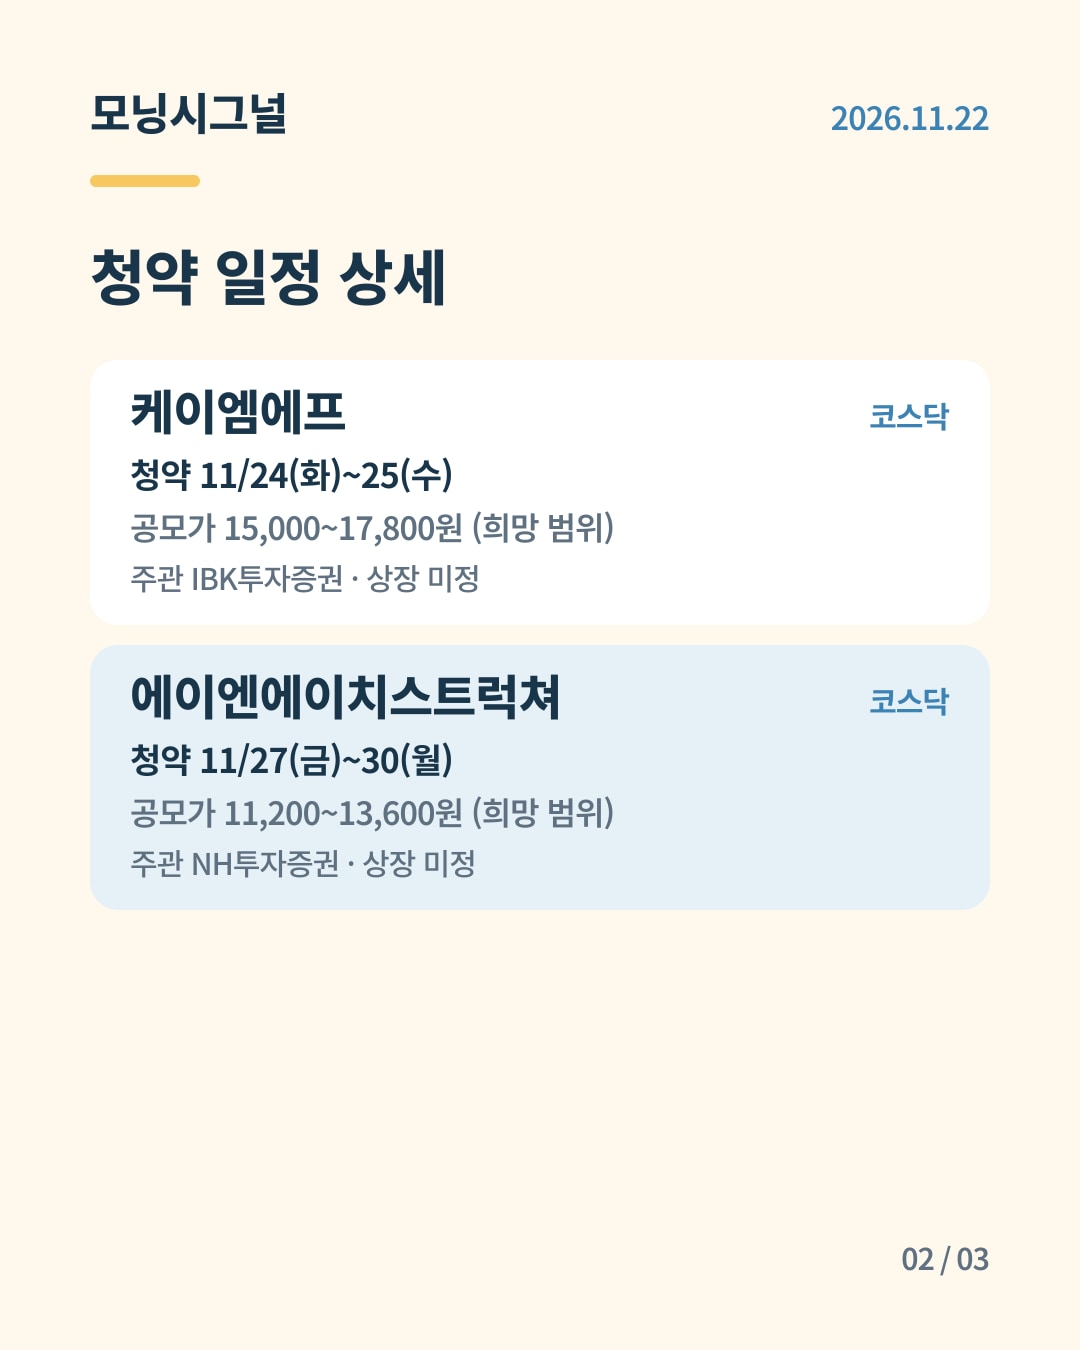 모닝시그널
2026.11.22
청약 일정 상세
케이엠에프
코스닥
청약 11/24(화)~25(수)
공모가 15,000~17,800원 (희망 범위)
주관 IBK투자증권 · 상장 미정
에이엔에이치스트럭쳐
코스닥
청약 11/27(금)~30(월)
공모가 11,200~13,600원 (희망 범위)
주관 NH투자증권 · 상장 미정
02 / 03